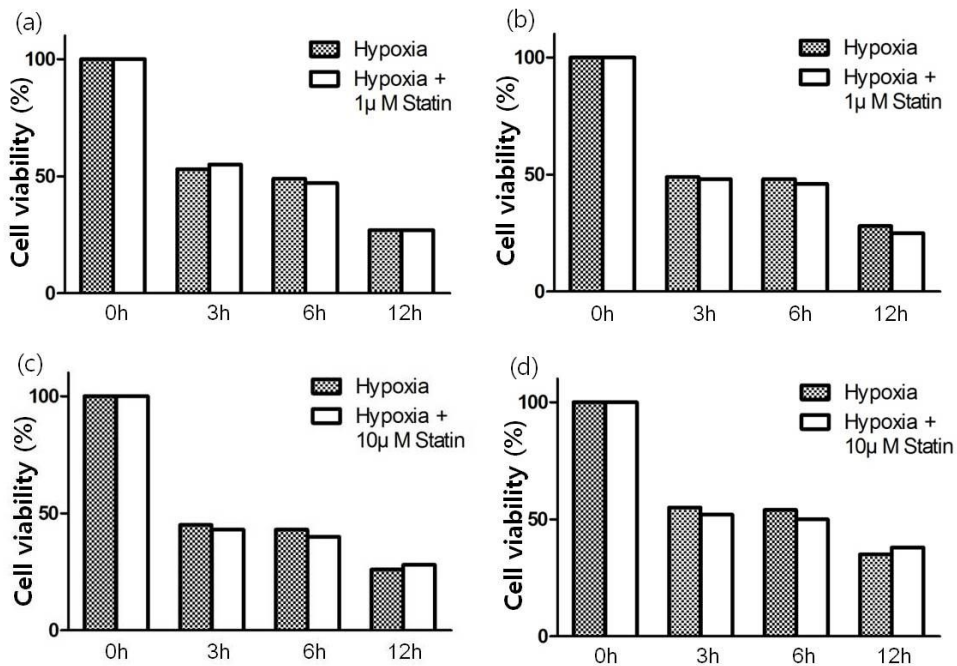 (a)
Cell viability (%)
100
50
0
Hypoxia
Hypoxia +
1μ M Statin
0h 3h 6h 12h
(b)
Cell viability (%)
100
50
0
Hypoxia
Hypoxia +
1μ M Statin
0h 3h 6h 12h
(c)
Cell viability (%)
100
50
0
Hypoxia
Hypoxia +
10μ M Statin
0h 3h 6h 12h
(d)
Cell viability (%)
100
50
0
Hypoxia
Hypoxia +
10μ M Statin
0h 3h 6h 12h